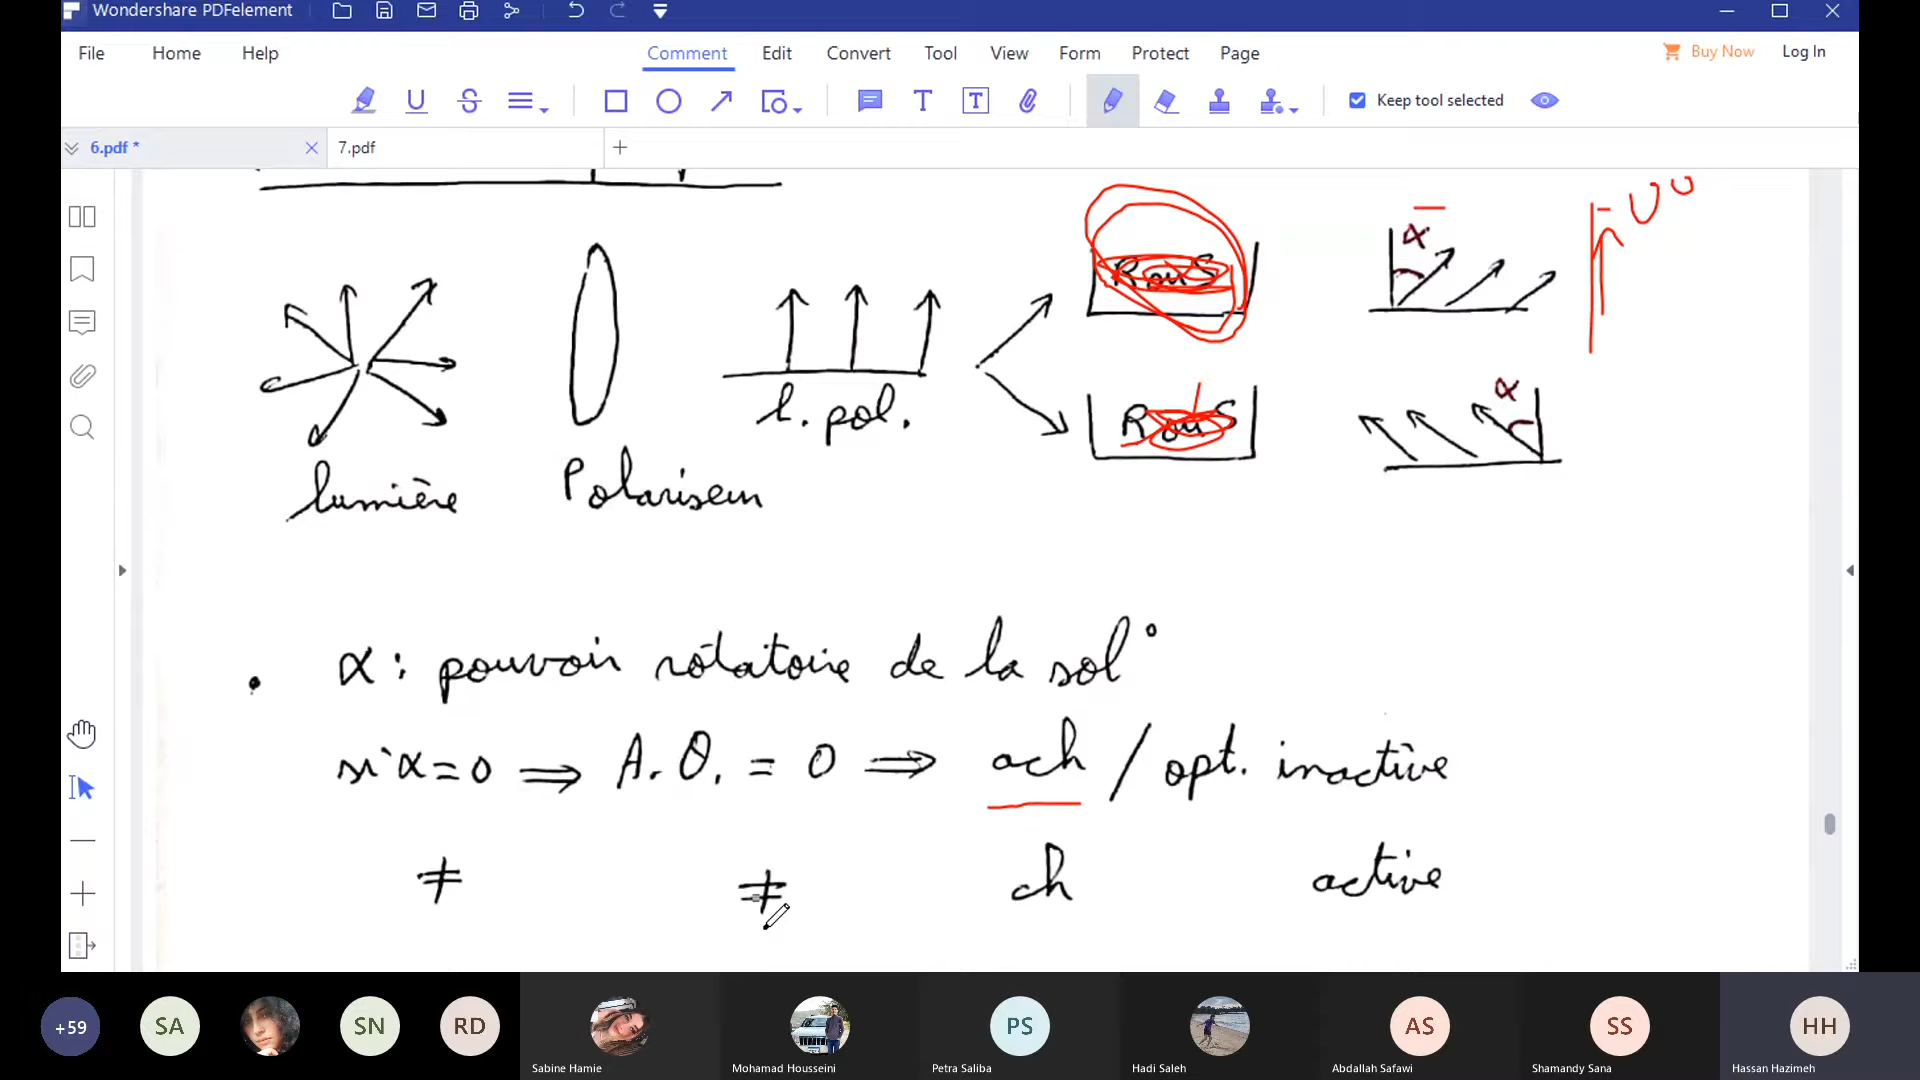 Wondershare PDFelement
File Home Help Comment Edit Convert Tool View Form Protect Page Buy Now Log In
Keep tool selected
6.pdf * 7.pdf
α
R ou S
α
R ou S
l. pol.
lumière
Polariseur
α : pouvoir rotatoire de la sol°
si α = 0 ⇒ A.O. = 0 ⇒ ach / opt. inactive
≠ ≠ ch active
+59 SA SN RD PS AS SS HH
Sabine Hamie Mohamad Housseini Petra Saliba Hadi Saleh Abdallah Safawi Shamandy Sana Hassan Hazimeh